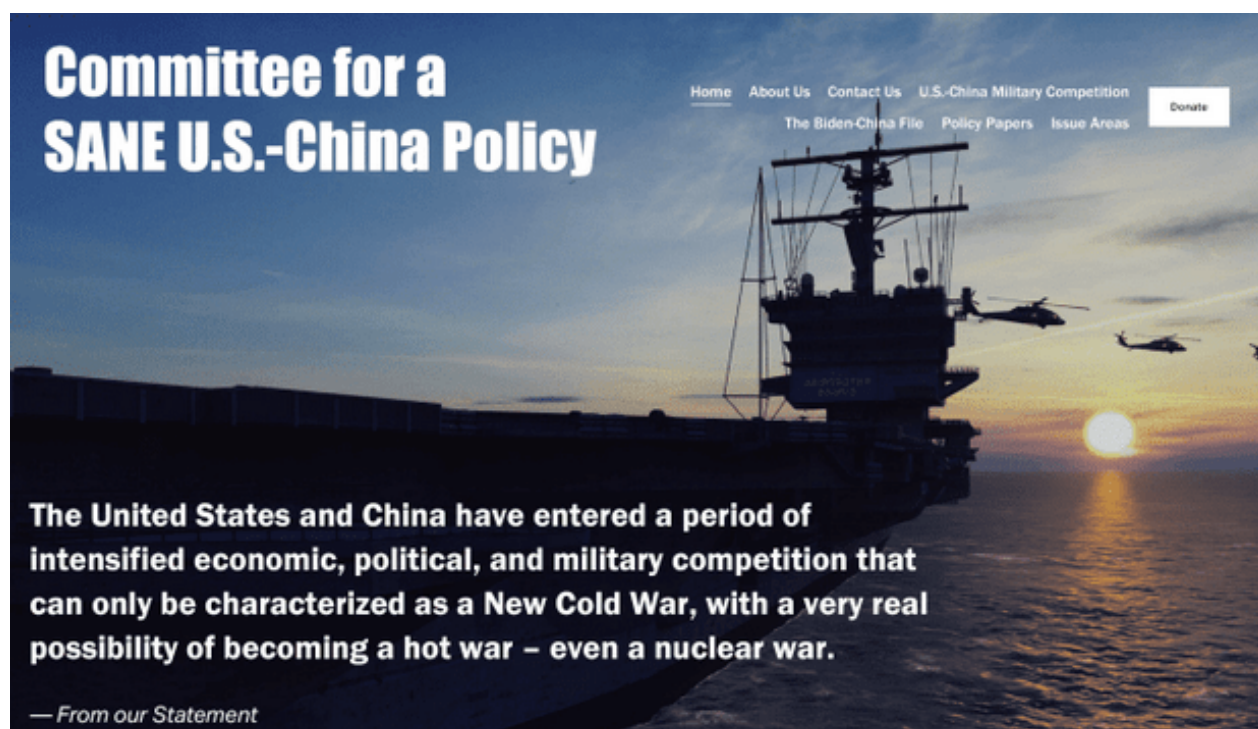 Committee for a
SANE U.S.-China Policy
Home About Us Contact Us U.S.-China Military Competition
The Biden-China File Policy Papers Issue Areas
Donate
The United States and China have entered a period of
intensified economic, political, and military competition that
can only be characterized as a New Cold War, with a very real
possibility of becoming a hot war – even a nuclear war.
— From our Statement